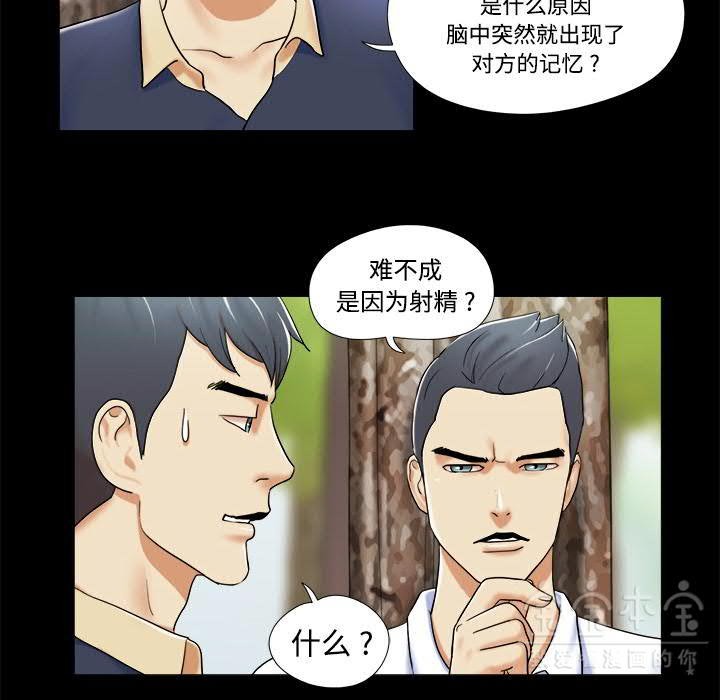 是什么原因
脑中突然就出现了
对方的记忆？
难不成
是因为射精？
什么？